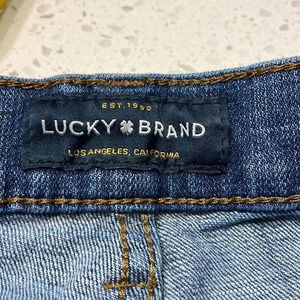 EST. 1990
LUCKY BRAND
LOS ANGELES, CALIFORNIA